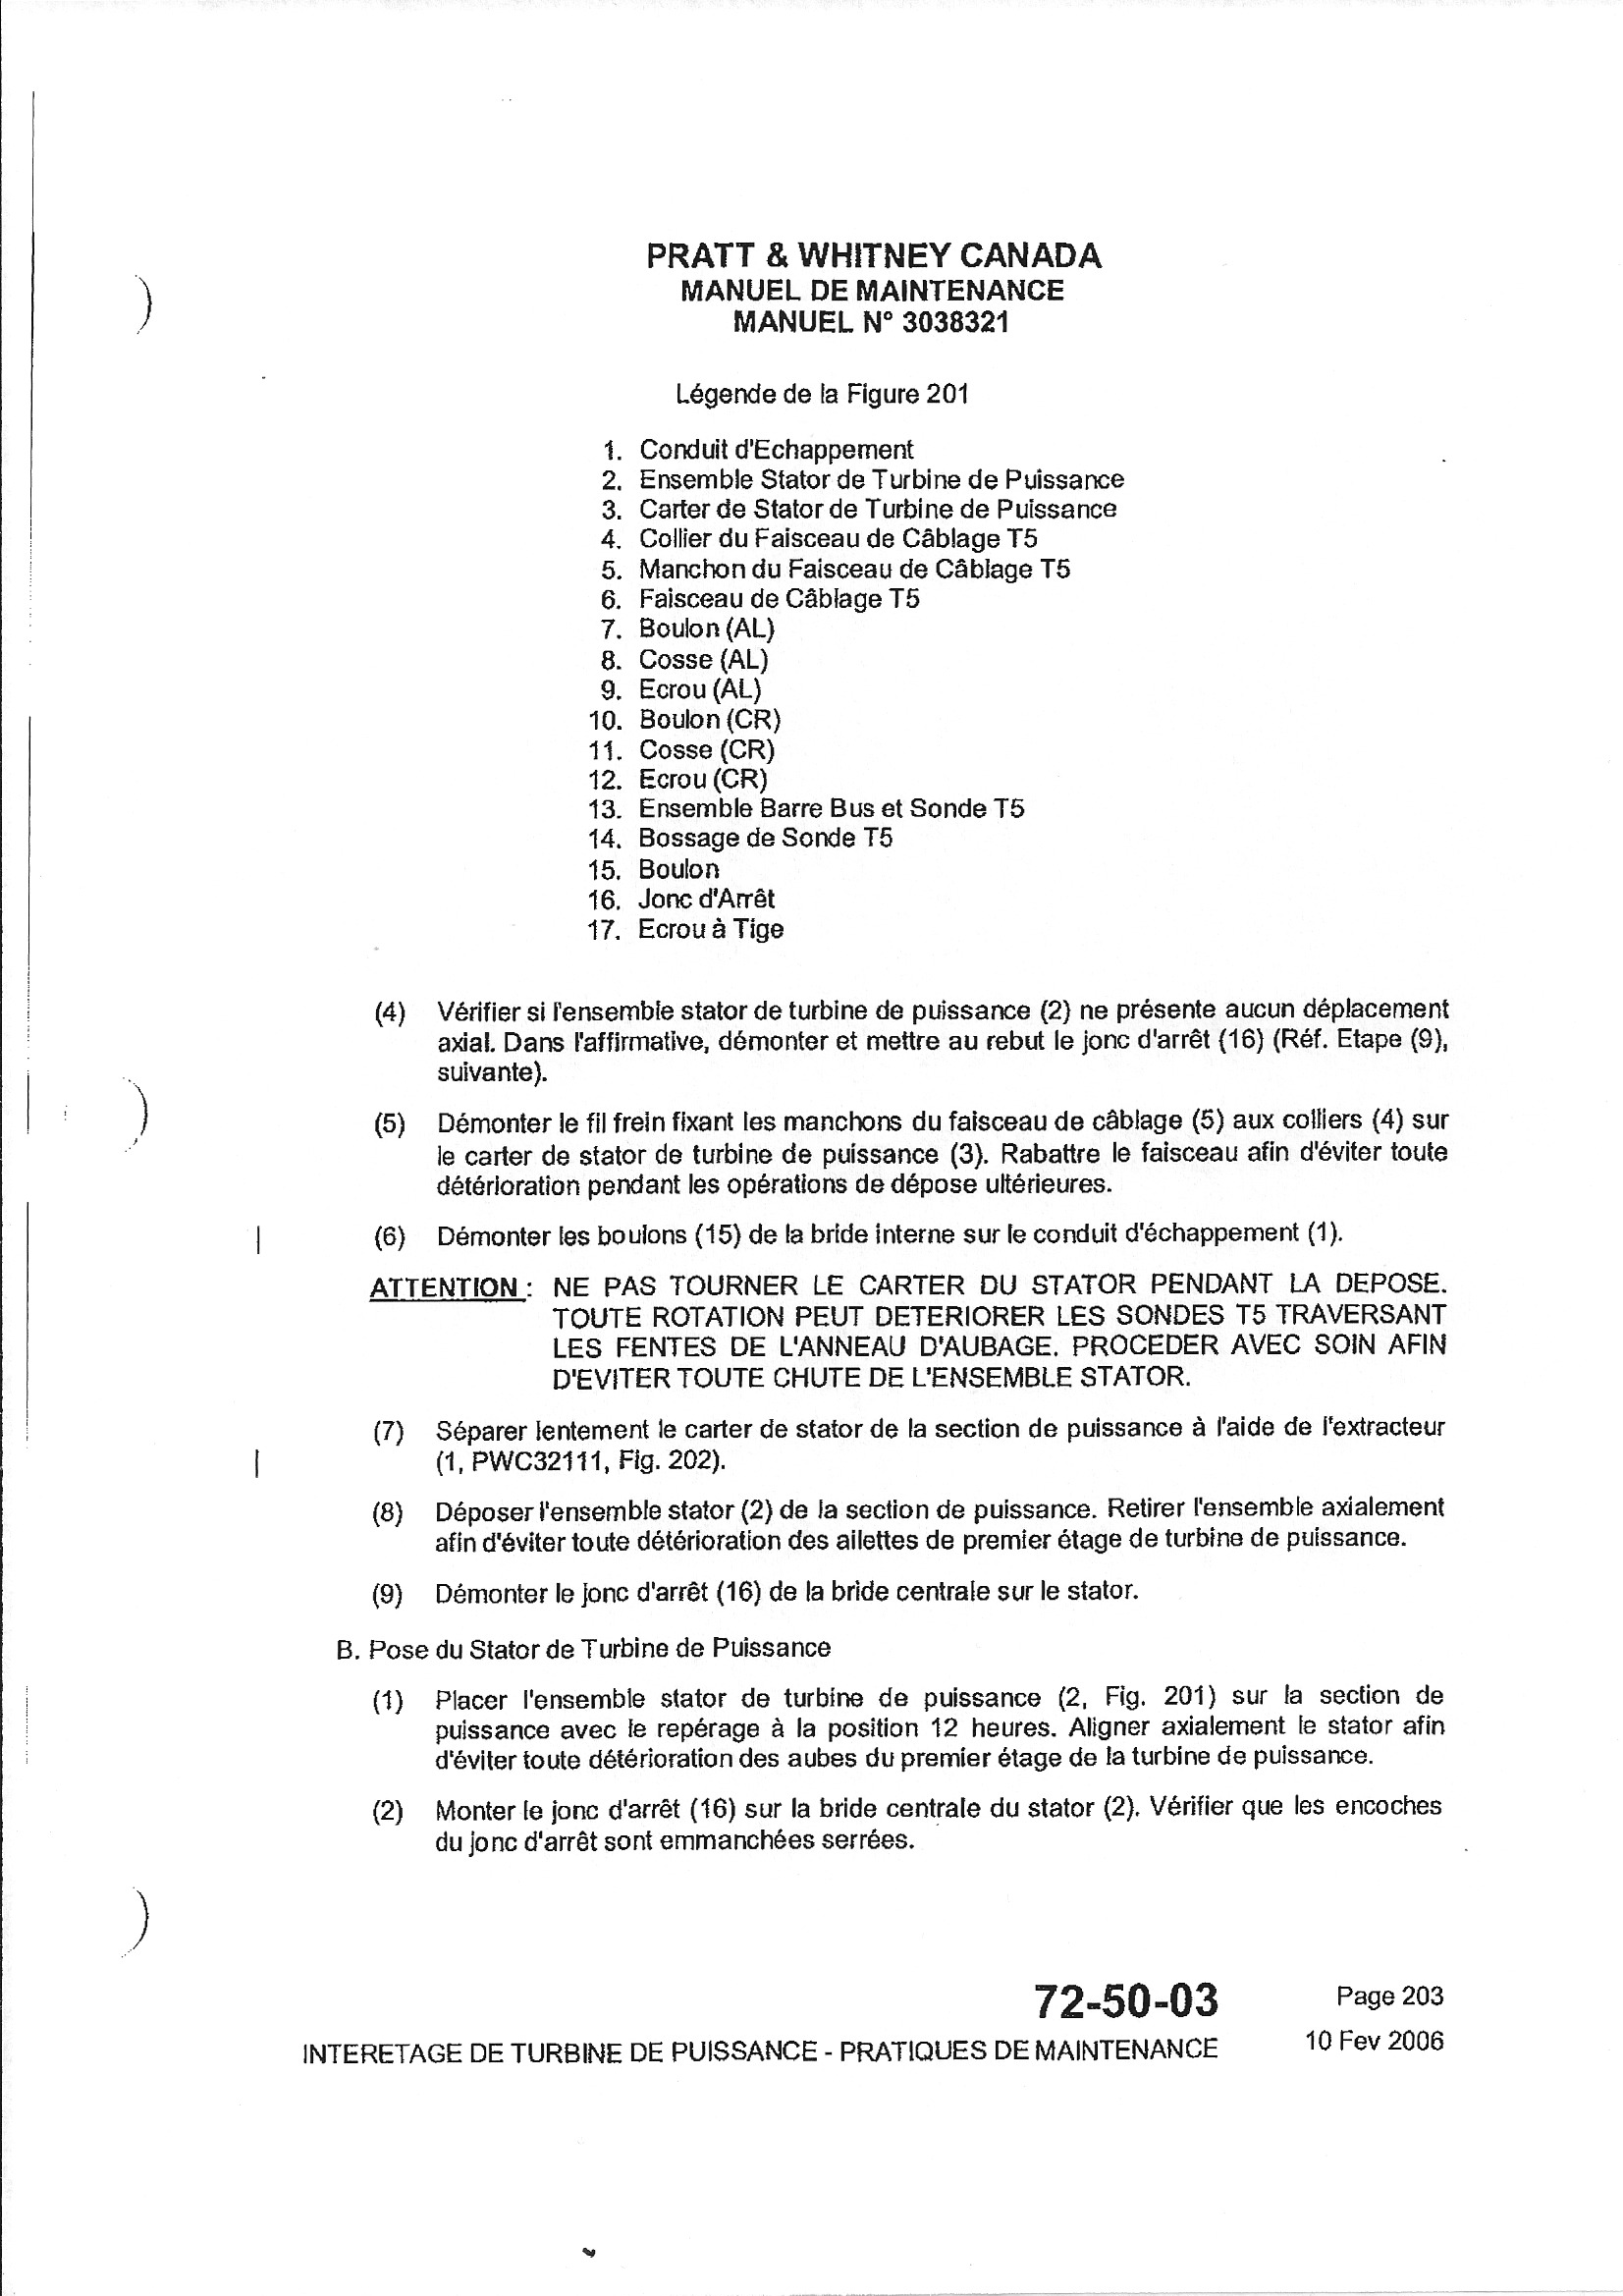 PRATT & WHITNEY CANADA
MANUEL DE MAINTENANCE
MANUEL N° 3038321
Légende de la Figure 201
1. Conduit d'Echappement
2. Ensemble Stator de Turbine de Puissance
3. Carter de Stator de Turbine de Puissance
4. Collier du Faisceau de Câblage T5
5. Manchon du Faisceau de Câblage T5
6. Faisceau de Câblage T5
7. Boulon (AL)
8. Cosse (AL)
9. Ecrou (AL)
10. Boulon (CR)
11. Cosse (CR)
12. Ecrou (CR)
13. Ensemble Barre Bus et Sonde T5
14. Bossage de Sonde T5
15. Boulon
16. Jonc d'Arrêt
17. Ecrou à Tige
(4) Vérifier si l'ensemble stator de turbine de puissance (2) ne présente aucun déplacement
axial. Dans l'affirmative, démonter et mettre au rebut le jonc d'arrêt (16) (Réf. Etape (9),
suivante).
(5) Démonter le fil frein fixant les manchons du faisceau de câblage (5) aux colliers (4) sur
le carter de stator de turbine de puissance (3). Rabattre le faisceau afin d'éviter toute
détérioration pendant les opérations de dépose ultérieures.
(6) Démonter les boulons (15) de la bride interne sur le conduit d'échappement (1).
ATTENTION : NE PAS TOURNER LE CARTER DU STATOR PENDANT LA DEPOSE.
TOUTE ROTATION PEUT DETERIORER LES SONDES T5 TRAVERSANT
LES FENTES DE L'ANNEAU D'AUBAGE. PROCEDER AVEC SOIN AFIN
D'EVITER TOUTE CHUTE DE L'ENSEMBLE STATOR.
(7) Séparer lentement le carter de stator de la section de puissance à l'aide de l'extracteur
(1, PWC32111, Fig. 202).
(8) Déposer l'ensemble stator (2) de la section de puissance. Retirer l'ensemble axialement
afin d'éviter toute détérioration des ailettes de premier étage de turbine de puissance.
(9) Démonter le jonc d'arrêt (16) de la bride centrale sur le stator.
B. Pose du Stator de Turbine de Puissance
(1) Placer l'ensemble stator de turbine de puissance (2, Fig. 201) sur la section de
puissance avec le repérage à la position 12 heures. Aligner axialement le stator afin
d'éviter toute détérioration des aubes du premier étage de la turbine de puissance.
(2) Monter le jonc d'arrêt (16) sur la bride centrale du stator (2). Vérifier que les encoches
du jonc d'arrêt sont emmanchées serrées.
72-50-03 Page 203
INTERETAGE DE TURBINE DE PUISSANCE - PRATIQUES DE MAINTENANCE 10 Fev 2006